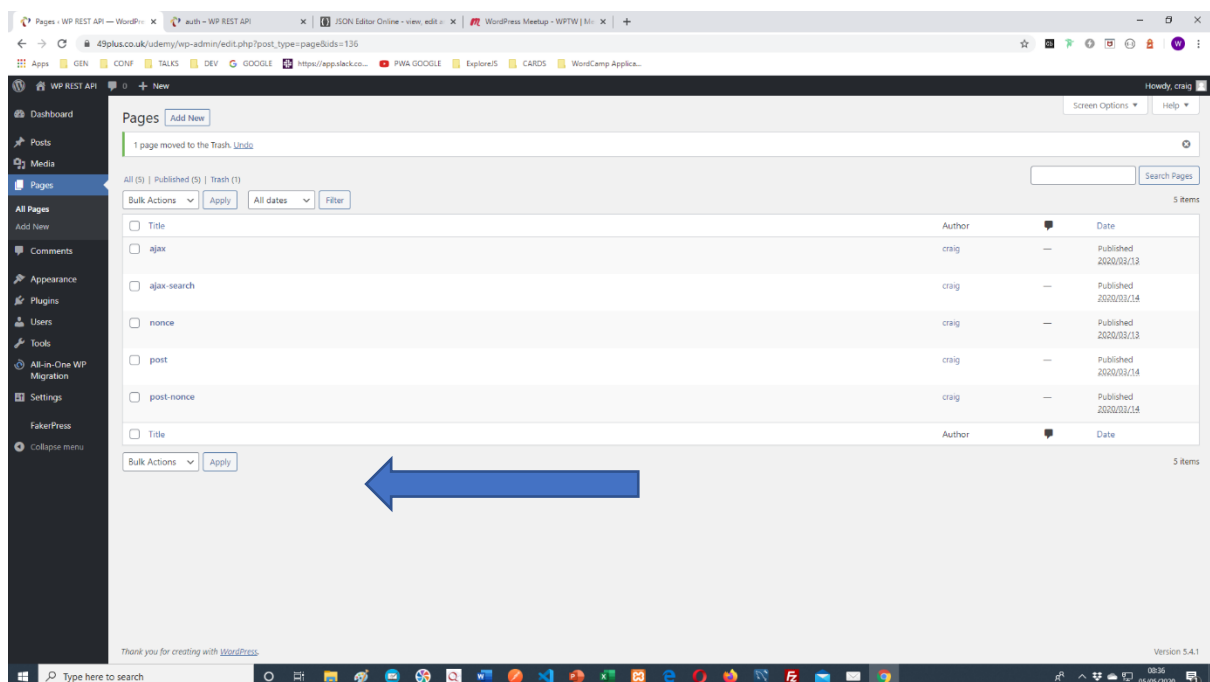 Pages ‹ WP REST API — WordPre
auth – WP REST API
JSON Editor Online - view, edit a
WordPress Meetup - WPTW | Me
49plus.co.uk/udemy/wp-admin/edit.php?post_type=page&ids=136
Apps GEN CONF TALKS DEV GOOGLE https://app.slack.co... PWA GOOGLE ExploreJS CARDS WordCamp Applica...
WP REST API 0 + New Howdy, craig
Screen Options Help
Dashboard
Posts
Media
Pages
All Pages
Add New
Comments
Appearance
Plugins
Users
Tools
All-in-One WP
Migration
Settings
FakerPress
Collapse menu
Pages Add New
1 page moved to the Trash. Undo
All (5) | Published (5) | Trash (1) Search Pages
Bulk Actions Apply All dates Filter 5 items
Title Author Date
ajax craig — Published
2020/03/13
ajax-search craig — Published
2020/03/14
nonce craig — Published
2020/03/13
post craig — Published
2020/03/14
post-nonce craig — Published
2020/03/14
Title Author Date
Bulk Actions Apply 5 items
Thank you for creating with WordPress. Version 5.4.1
Type here to search 08:36
05/05/2020